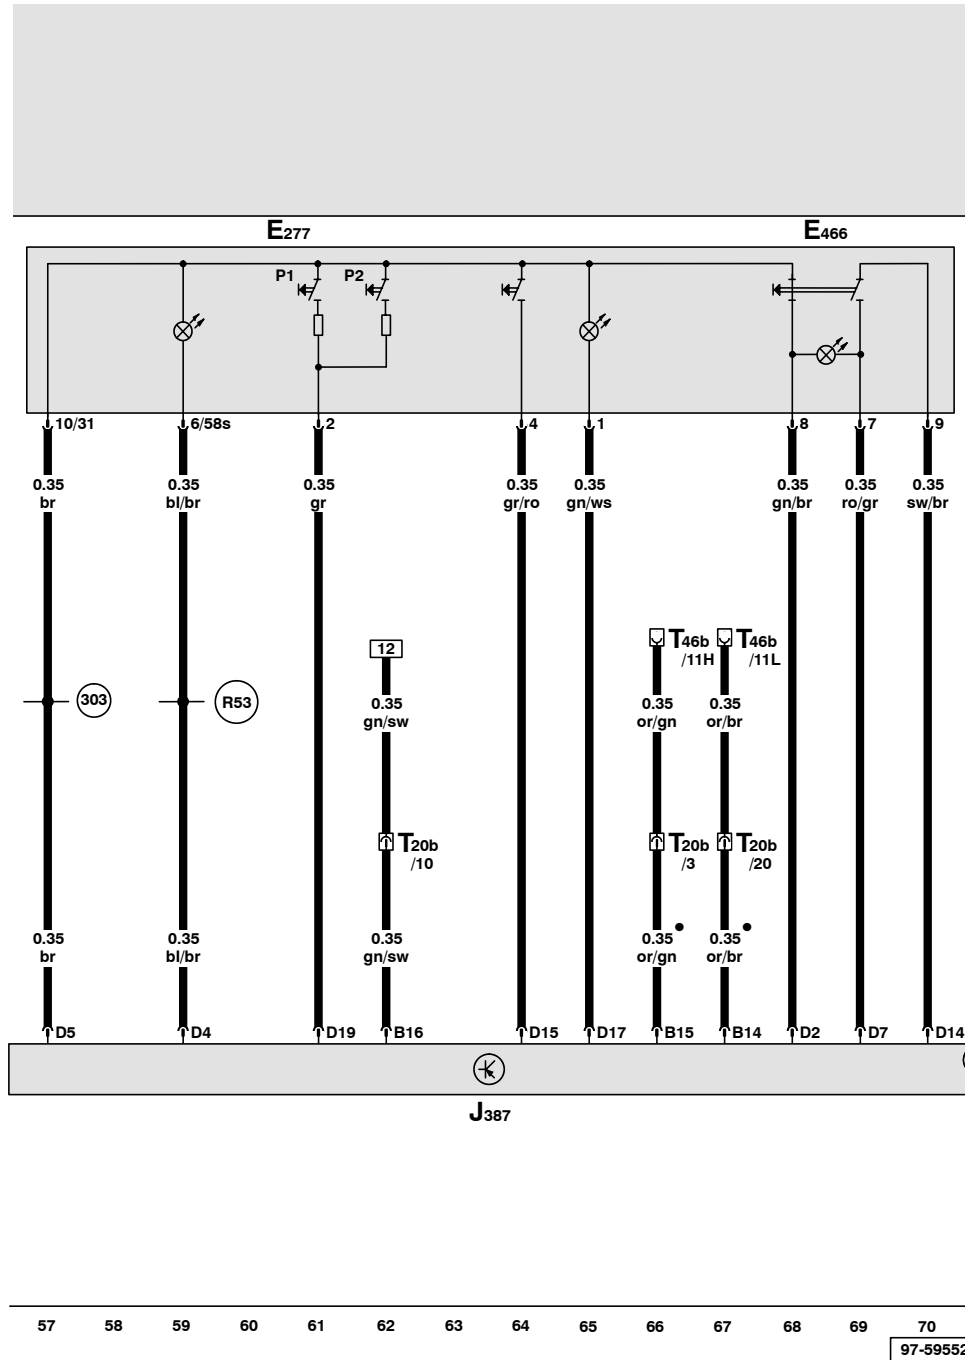 E277 E466
P1 P2
10/31 6/58s 2 4 1 8 7 9
0.35 0.35 0.35 0.35 0.35 0.35 0.35 0.35
br bl/br gr gr/ro gn/ws gn/br ro/gr sw/br
T46b T46b
12 /11H /11L
303 R53 0.35 0.35 0.35
gn/sw or/gn or/br
T20b T20b T20b
/10 /3 /20
0.35 0.35 0.35 0.35 0.35
br bl/br gn/sw or/gn or/br
D5 D4 D19 B16 D15 D17 B15 B14 D2 D7 D14
J387
57 58 59 60 61 62 63 64 65 66 67 68 69 70
97-59552